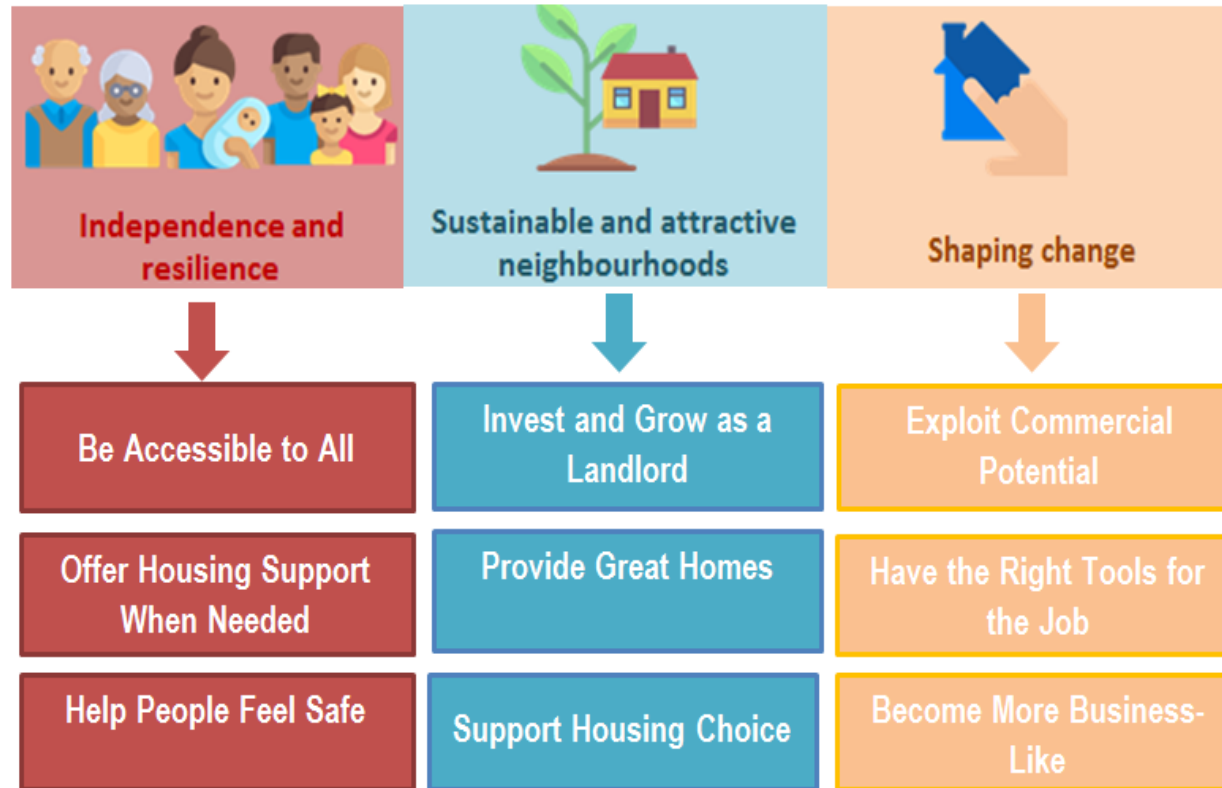 Independence and
resilience
Sustainable and attractive
neighbourhoods
Shaping change
Be Accessible to All
Offer Housing Support
When Needed
Help People Feel Safe
Invest and Grow as a
Landlord
Provide Great Homes
Support Housing Choice
Exploit Commercial
Potential
Have the Right Tools for
the Job
Become More Business-
Like